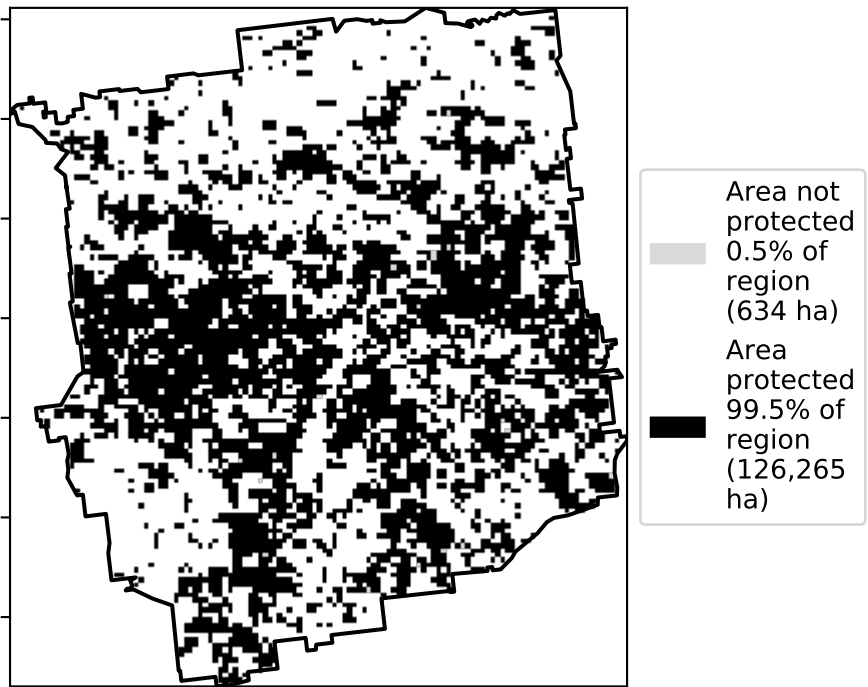 Area not
protected
0.5% of
region
(634 ha)
Area
protected
99.5% of
region
(126,265
ha)